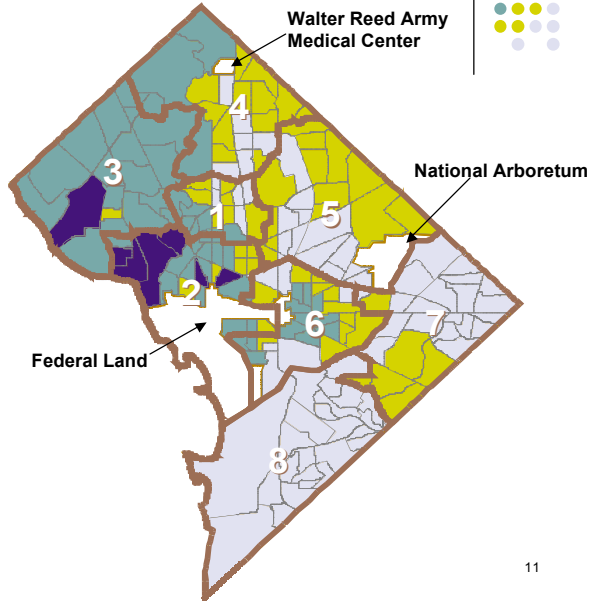 Walter Reed Army
Medical Center
4
3
National Arboretum
1
5
2
6
7
Federal Land
8
11